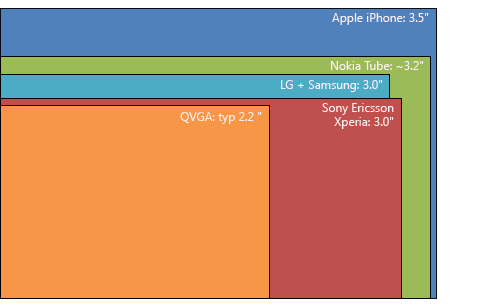 Apple iPhone: 3.5"
Nokia Tube: ~3.2"
LG + Samsung: 3.0"
Sony Ericsson
Xperia: 3.0"
QVGA: typ 2.2 "